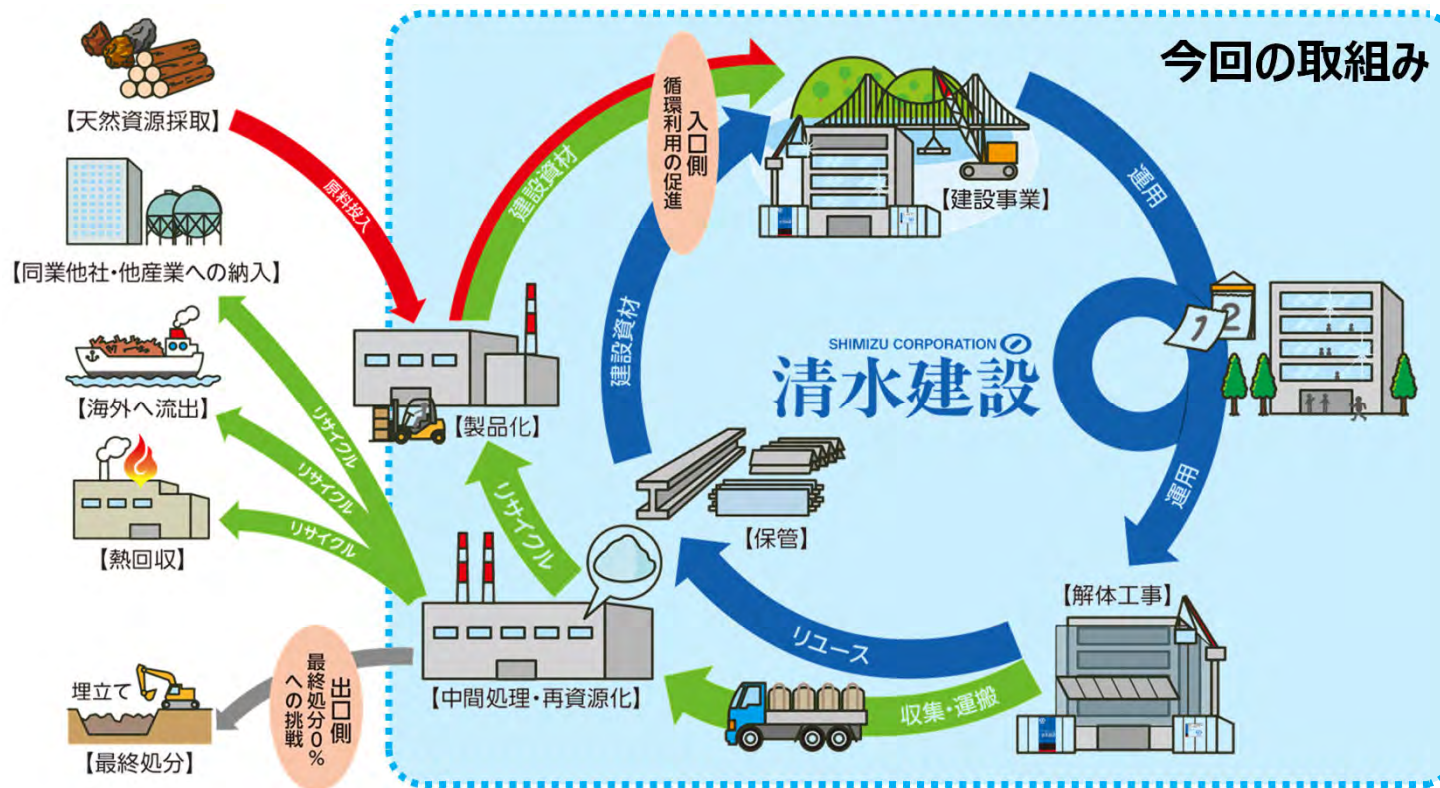 今回の取組み
【天然資源採取】
原料投入
【同業他社・他産業への納入】
【海外へ流出】
【熱回収】
リサイクル
リサイクル
リサイクル
埋立て
【最終処分】
出口側
最終処分0%
への挑戦
【製品化】
建設資材
入口側
循環利用の促進
建設資材
【建設事業】
運用
12
運用
SHIMIZU CORPORATION
清水建設
【保管】
リサイクル
【中間処理・再資源化】
リユース
収集・運搬
【解体工事】